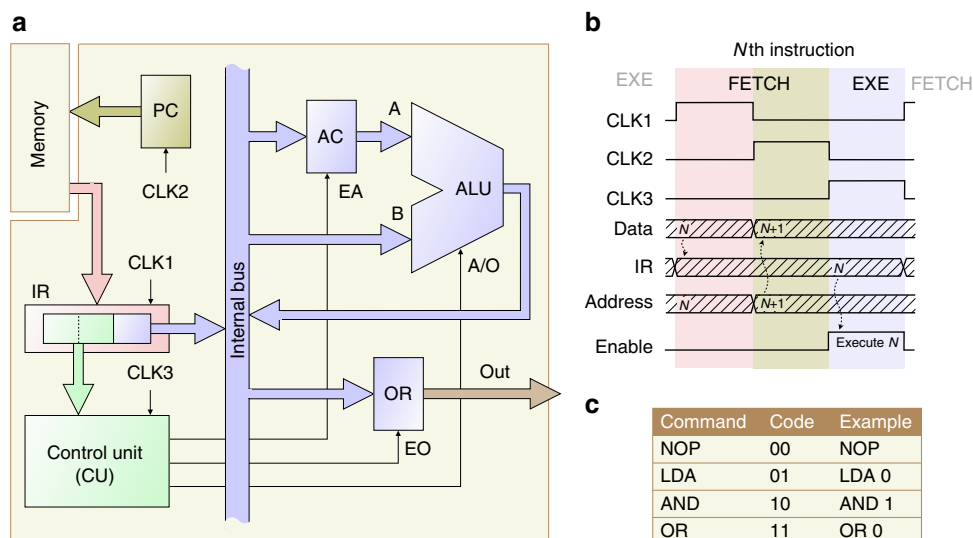 a
Memory
PC
CLK2
AC
EA
A
B
ALU
A/O
CLK1
IR
CLK3
Internal bus
OR
Out
EO
Control unit
(CU)
b
Nth instruction
EXE FETCH EXE FETCH
CLK1
CLK2
CLK3
Data N N+1
IR N
Address N N+1
Enable Execute N
c
Command Code Example
NOP 00 NOP
LDA 01 LDA 0
AND 10 AND 1
OR 11 OR 0